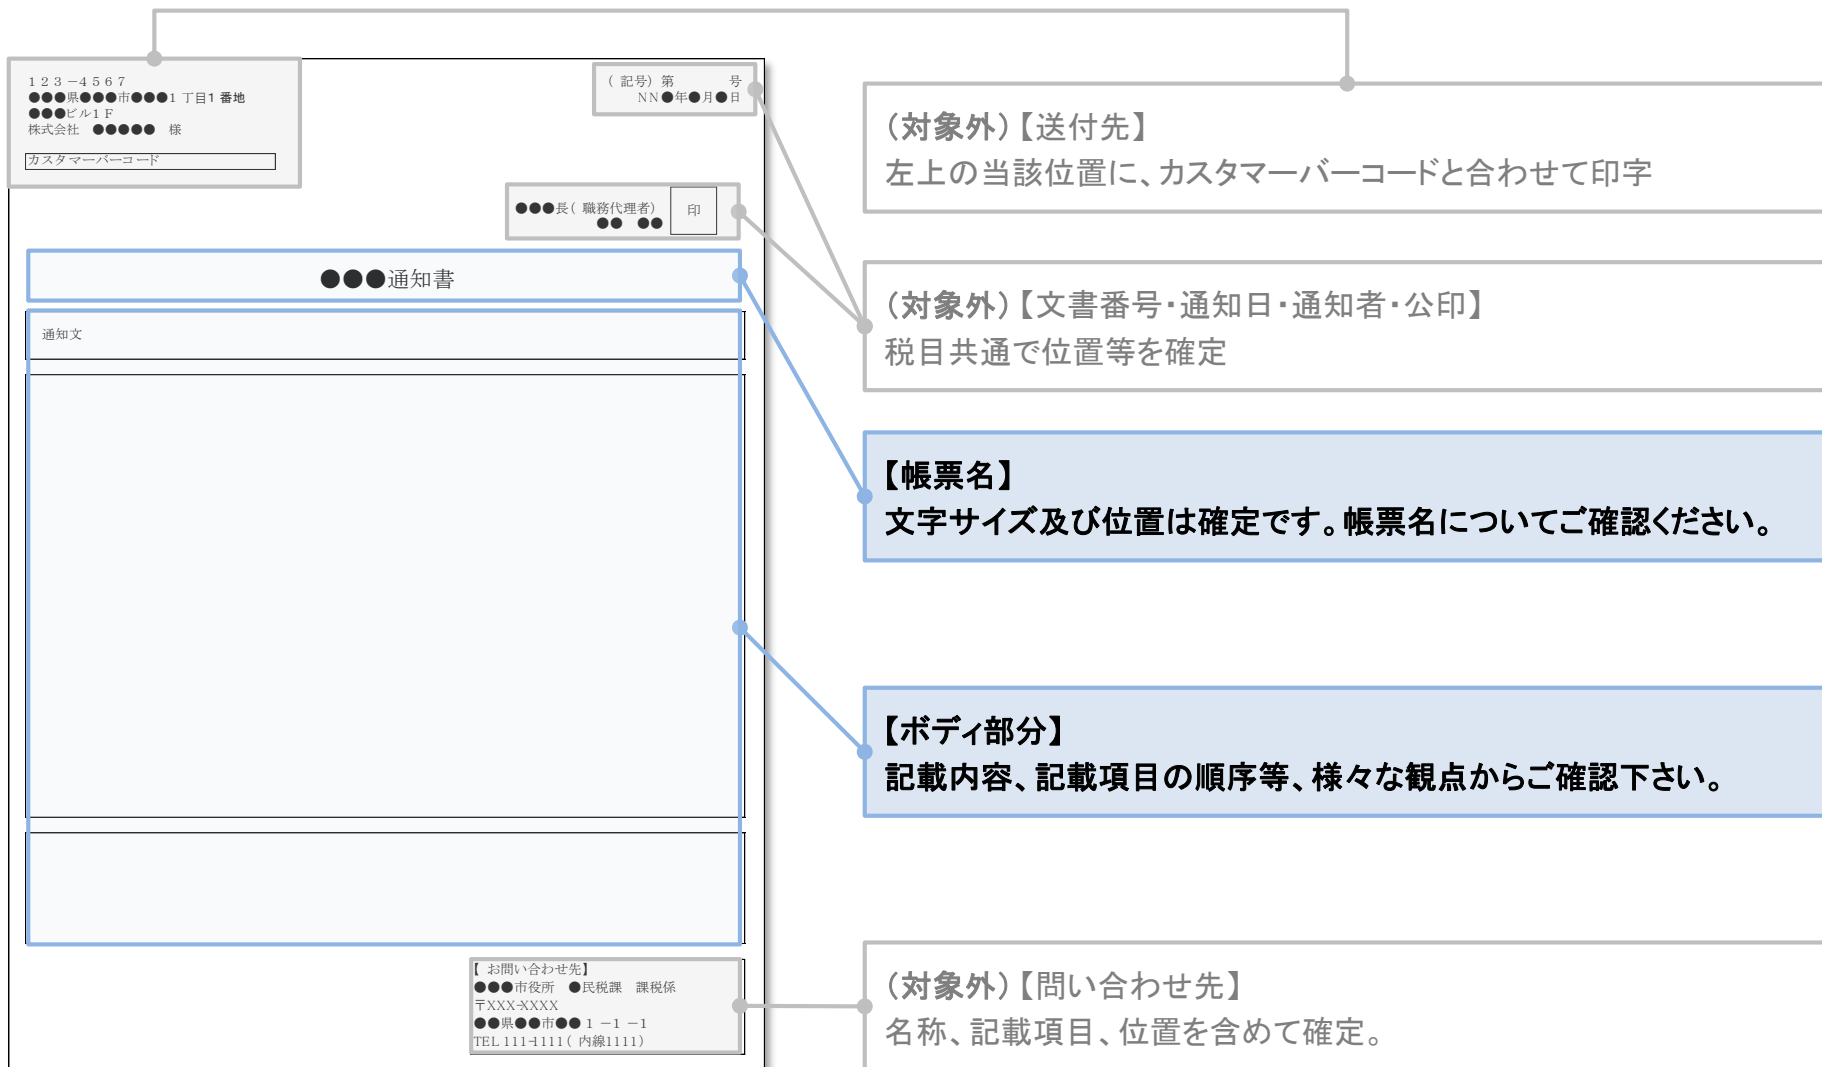 123-4567
●●●県●●●市●●●1丁目1番地
●●●ビル1F
株式会社　●●●●●　様
カスタマーバーコード
（記号）第　　　　号
NN●年●月●日
●●●長（職務代理者）
●●　●●
印
●●●通知書
通知文
【お問い合わせ先】
●●●市役所　●民税課　課税係
〒XXX-XXXX
●●県●●市●●1－1－1
TEL 111-1111（内線1111）
（対象外）【送付先】
左上の当該位置に、カスタマーバーコードと合わせて印字
（対象外）【文書番号・通知日・通知者・公印】
税目共通で位置等を確定
【帳票名】
文字サイズ及び位置は確定です。帳票名についてご確認ください。
【ボディ部分】
記載内容、記載項目の順序等、様々な観点からご確認下さい。
（対象外）【問い合わせ先】
名称、記載項目、位置を含めて確定。